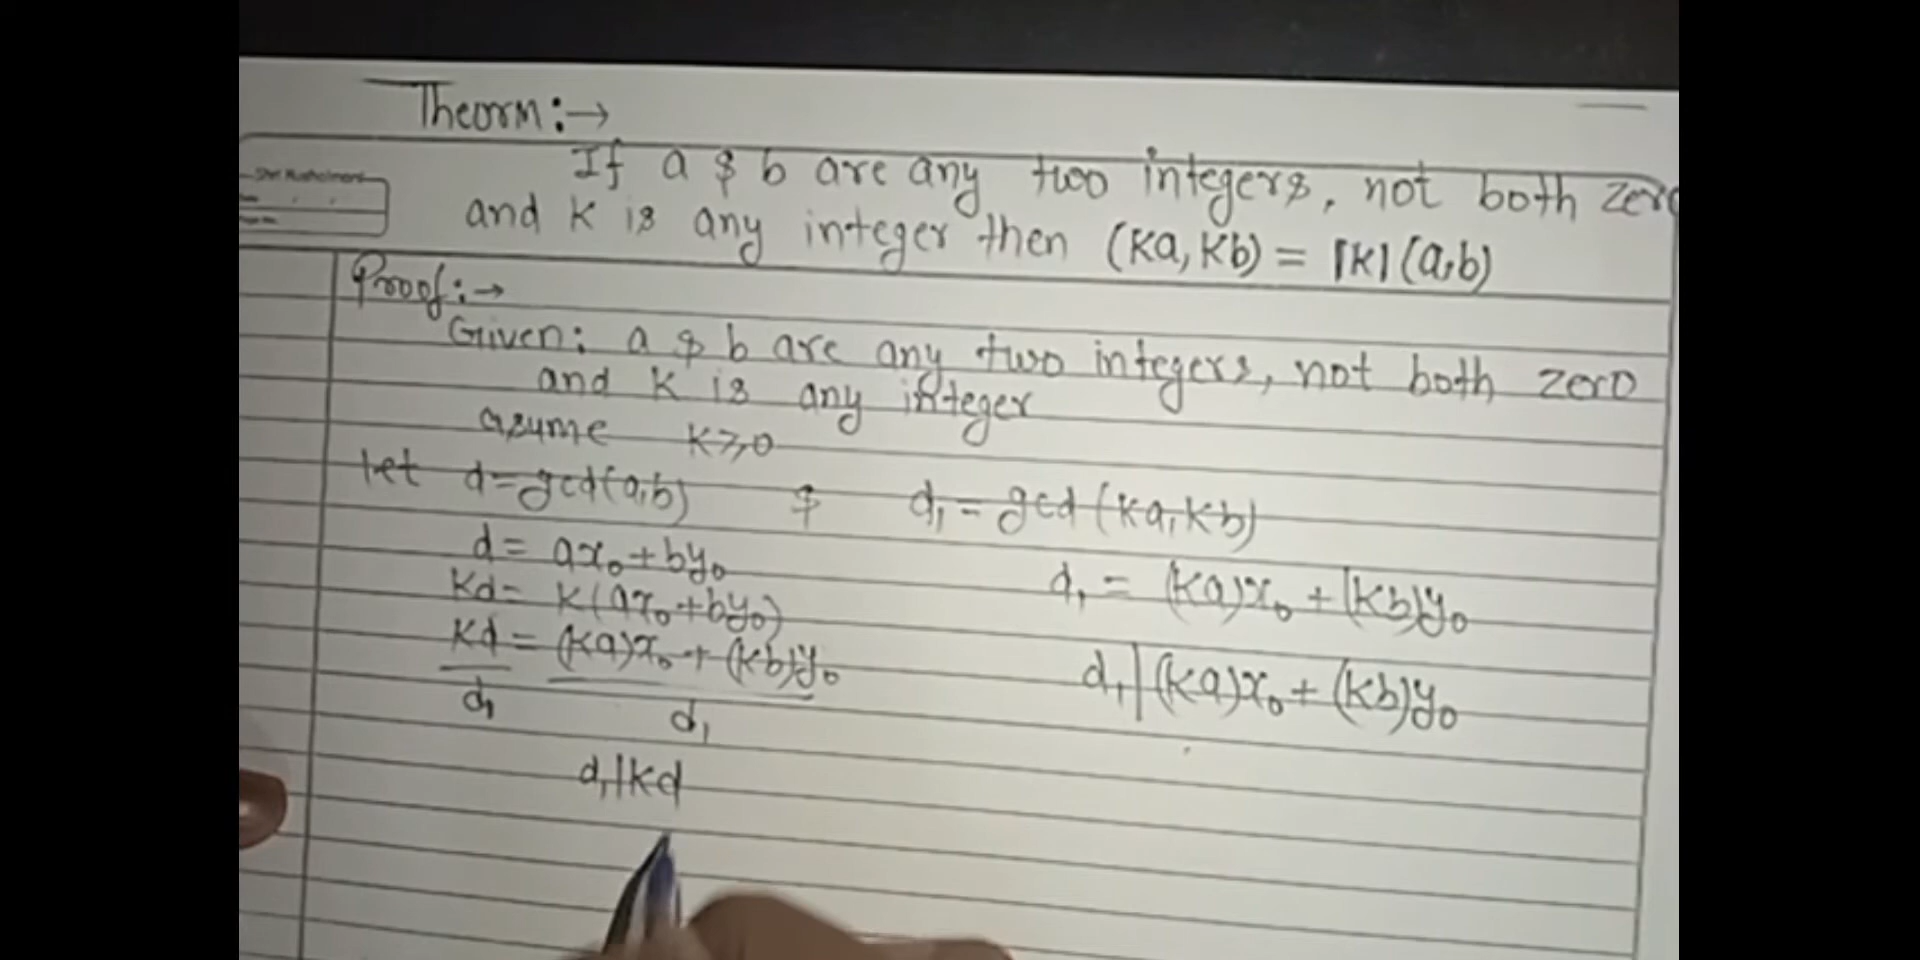 Theorm :→
If a & b are any two integers, not both zero
and K is any integer then (Ka, Kb) = |K| (a,b)
Proof :→
Given: a & b are any two integers, not both zero
and K is any integer
assume K≥0
let d=gcd(a,b) & d₁ = gcd (Ka, Kb)
d = ax₀+by₀
d₁ = (Ka)x₀ + (Kb)y₀
Kd = K(ax₀+by₀)
Kd = (Ka)x₀ + (Kb)y₀
d₁ d₁
d₁|(Ka)x₀ + (Kb)y₀
d₁|Kd